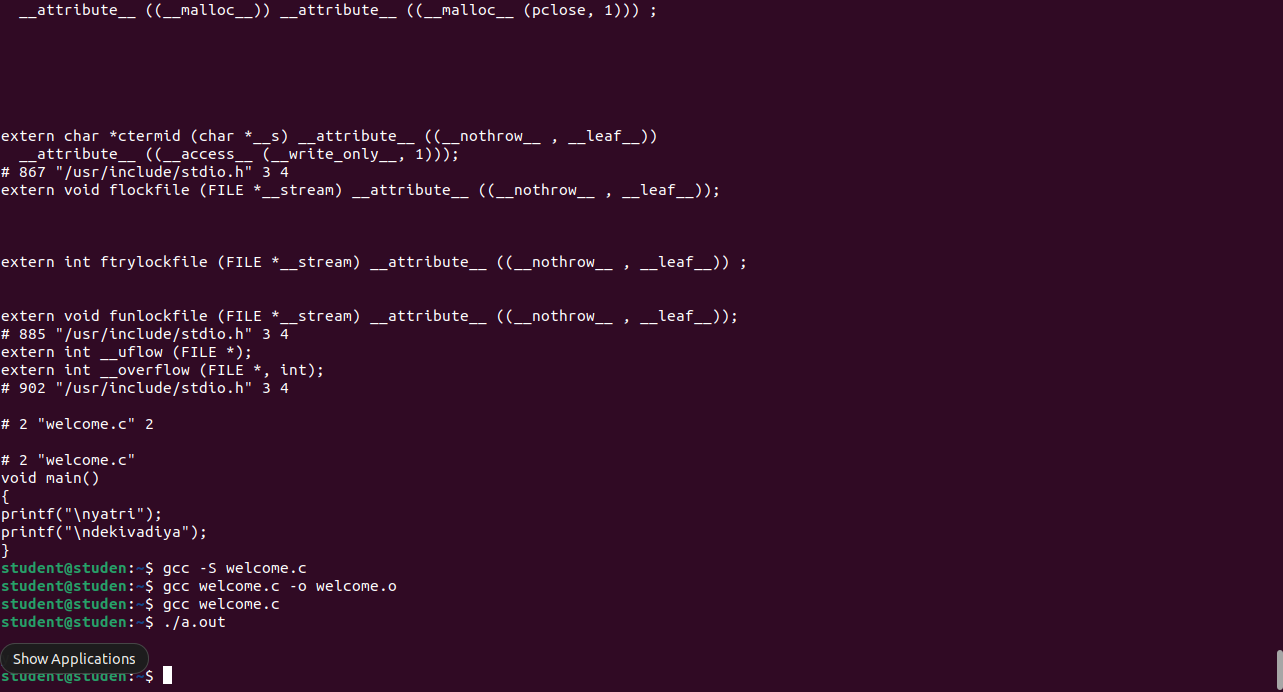 __attribute__ ((__malloc__)) __attribute__ ((__malloc__ (pclose, 1))) ;
extern char *ctermid (char *__s) __attribute__ ((__nothrow__ , __leaf__))
__attribute__ ((__access__ (__write_only__, 1)));
# 867 "/usr/include/stdio.h" 3 4
extern void flockfile (FILE *__stream) __attribute__ ((__nothrow__ , __leaf__));
extern int ftrylockfile (FILE *__stream) __attribute__ ((__nothrow__ , __leaf__)) ;
extern void funlockfile (FILE *__stream) __attribute__ ((__nothrow__ , __leaf__));
# 885 "/usr/include/stdio.h" 3 4
extern int __uflow (FILE *);
extern int __overflow (FILE *, int);
# 902 "/usr/include/stdio.h" 3 4
# 2 "welcome.c" 2
# 2 "welcome.c"
void main()
{
printf("\nyatri");
printf("\ndekivadiya");
}
student@studen:~$ gcc -S welcome.c
student@studen:~$ gcc welcome.c -o welcome.o
student@studen:~$ gcc welcome.c
student@studen:~$ ./a.out
Show Applications
student@studen:~$